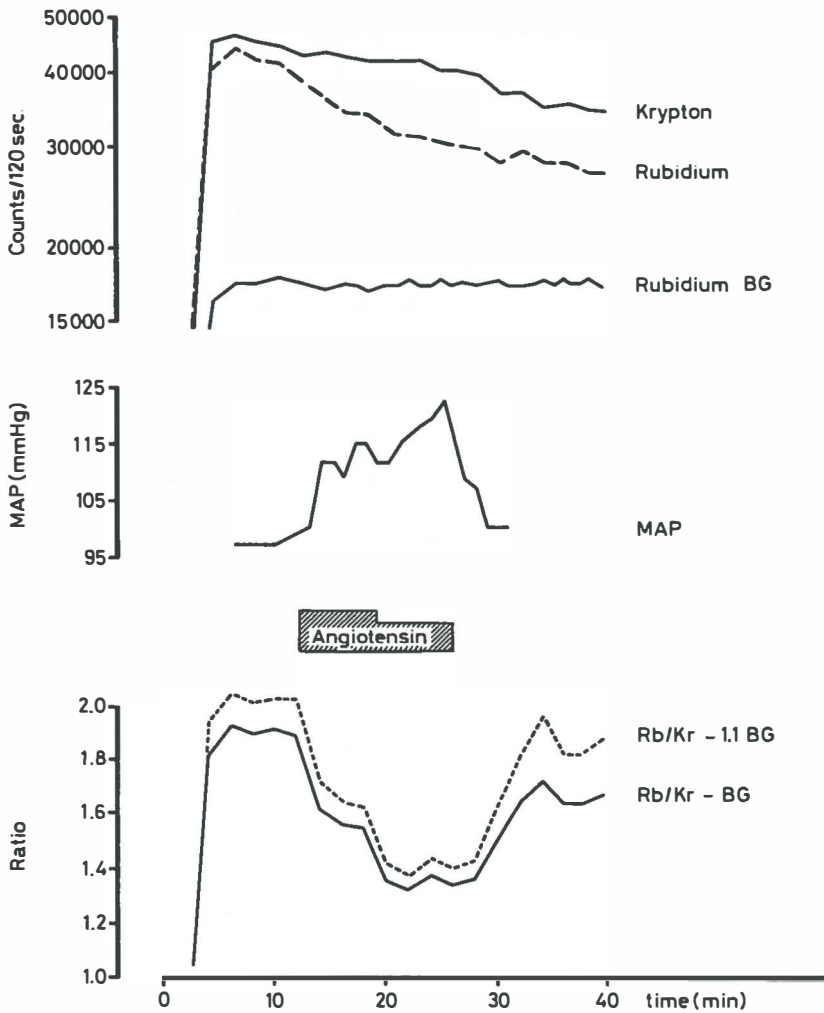 50000
40000
30000
20000
15000
Counts/120 sec.
Krypton
Rubidium
Rubidium BG
125
115
105
95
MAP (mmHg)
MAP
Angiotensin
2.0
1.8
1.6
1.4
1.2
1.0
Ratio
Rb/Kr - 1.1 BG
Rb/Kr - BG
0 10 20 30 40 time (min)